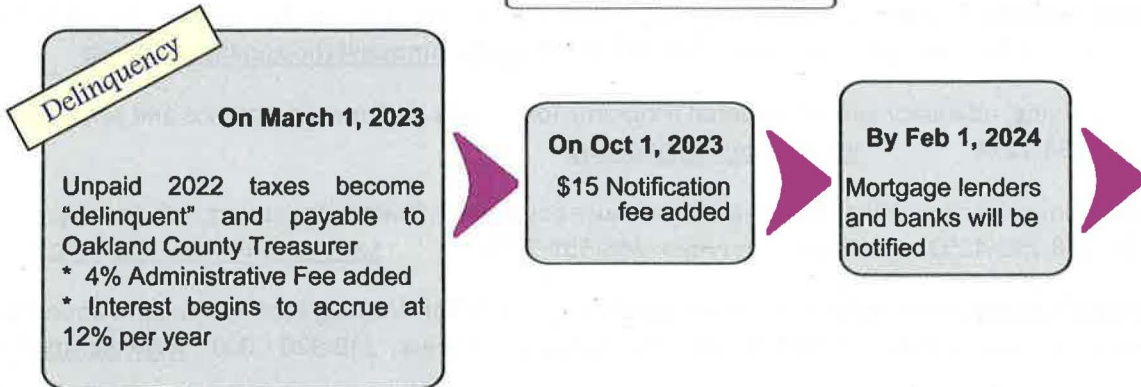 Delinquency
On March 1, 2023
Unpaid 2022 taxes become
"delinquent" and payable to
Oakland County Treasurer
* 4% Administrative Fee added
* Interest begins to accrue at
12% per year
On Oct 1, 2023
$15 Notification
fee added
By Feb 1, 2024
Mortgage lenders
and banks will be
notified